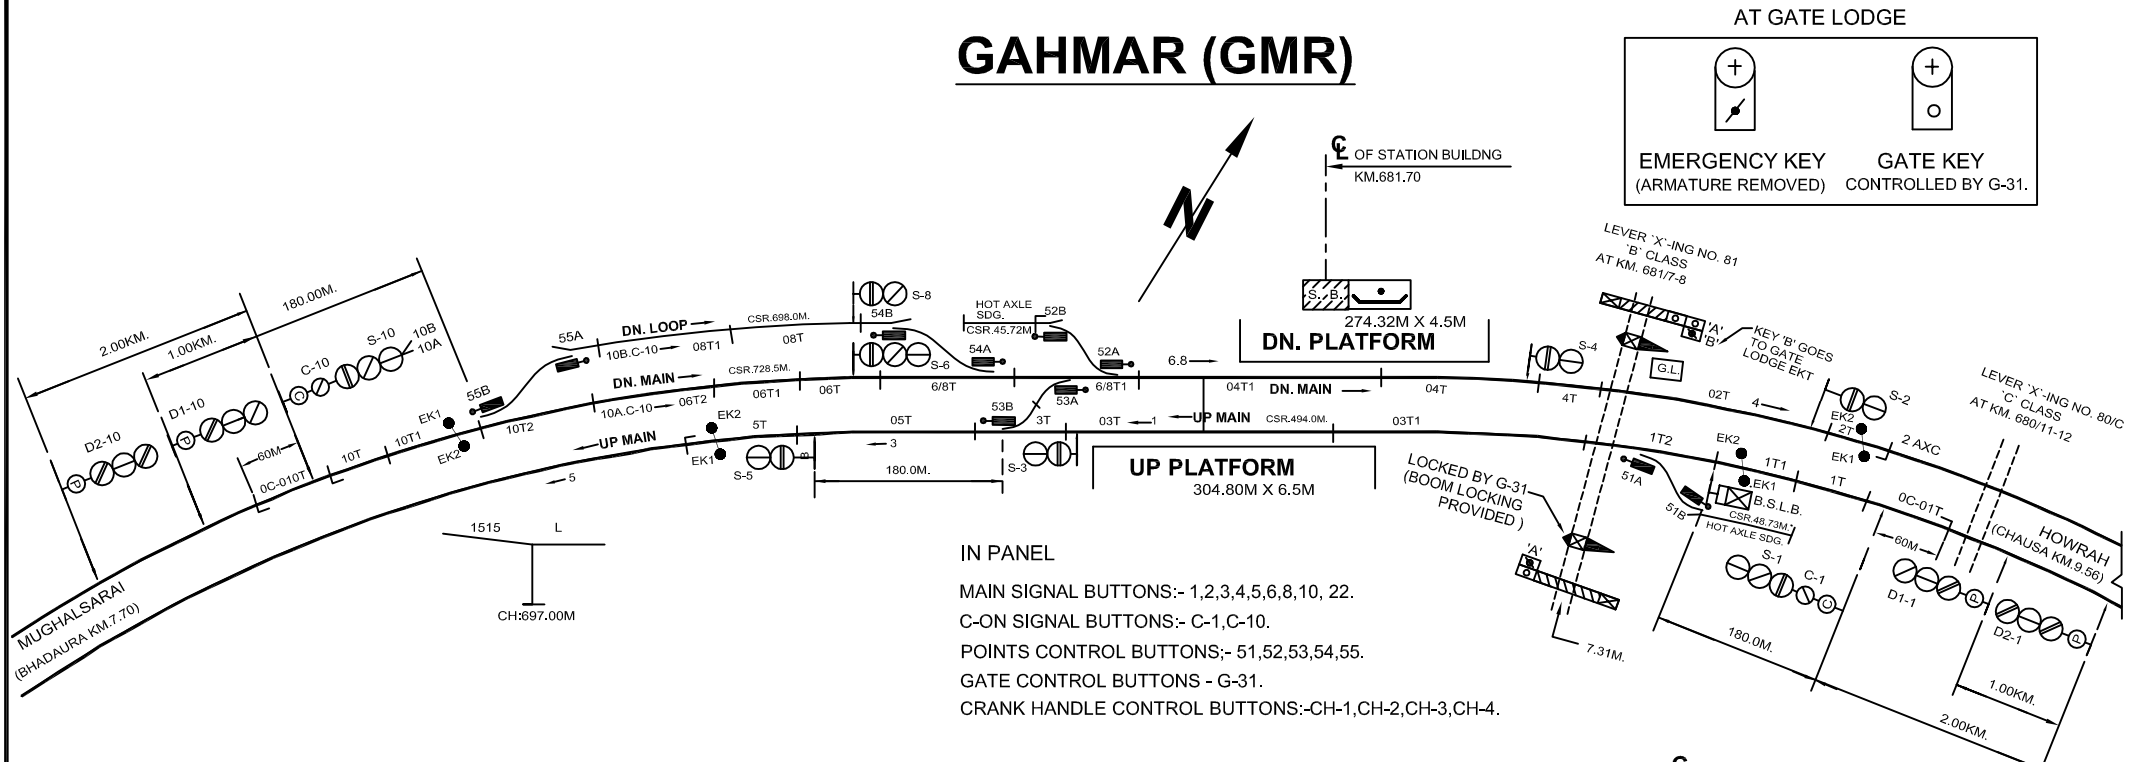 GAHMAR (GMR)
AT GATE LODGE
EMERGENCY KEY
(ARMATURE REMOVED)
GATE KEY
CONTROLLED BY G-31.
N
OF STATION BUILDNG
KM.681.70
S. B.
274.32M X 4.5M
DN. PLATFORM
UP PLATFORM
304.80M X 6.5M
LEVER `X`-ING NO. 81
`B` CLASS
AT KM. 681/7-8
'A'
'B'
KEY 'B' GOES
TO GATE
LODGE EKT
G.L.
LEVER `X`-ING NO. 80/C
'C' CLASS
AT KM. 680/11-12
2.00KM.
1.00KM.
180.00M.
D2-10
D1-10
C-10
S-10
10B
10A
P
P
C
60M
0C-010T
10T
10T1
10T2
EK1
EK2
55B
55A
DN. LOOP
10B.C-10
08T1
CSR.698.0M.
08T
DN. MAIN
10A.C-10
06T2
CSR.728.5M.
06T1
06T
S-8
54B
S-6
54A
6/8T
HOT AXLE
SDG.
CSR.45.72M
52B
52A
6/8T1
6.8
04T1
DN. MAIN
04T
S-4
4T
02T
4
S-2
EK2
2T
EK1
2 AXC
UP MAIN
EK2
EK1
5T
S-5
B
05T
3
5
180.0M.
53B
53A
3T
S-3
03T
1
UP MAIN
CSR.494.0M.
03T1
1T2
51A
51B
EK2
EK1
1T1
1T
B.S.L.B.
CSR.48.73M.
HOT AXLE SDG.
0C-01T
60M
S-1
C-1
C
D1-1
P
D2-1
P
180.0M.
1.00KM.
2.00KM.
HOWRAH
(CHAUSA KM.9.56)
MUGHALSARAI
(BHADAURA KM.7.70)
LOCKED BY G-31
(BOOM LOCKING
PROVIDED )
'A'
7.31M.
1515
L
CH:697.00M
IN PANEL
MAIN SIGNAL BUTTONS:- 1,2,3,4,5,6,8,10, 22.
C-ON SIGNAL BUTTONS:- C-1,C-10.
POINTS CONTROL BUTTONS;- 51,52,53,54,55.
GATE CONTROL BUTTONS - G-31.
CRANK HANDLE CONTROL BUTTONS:-CH-1,CH-2,CH-3,CH-4.